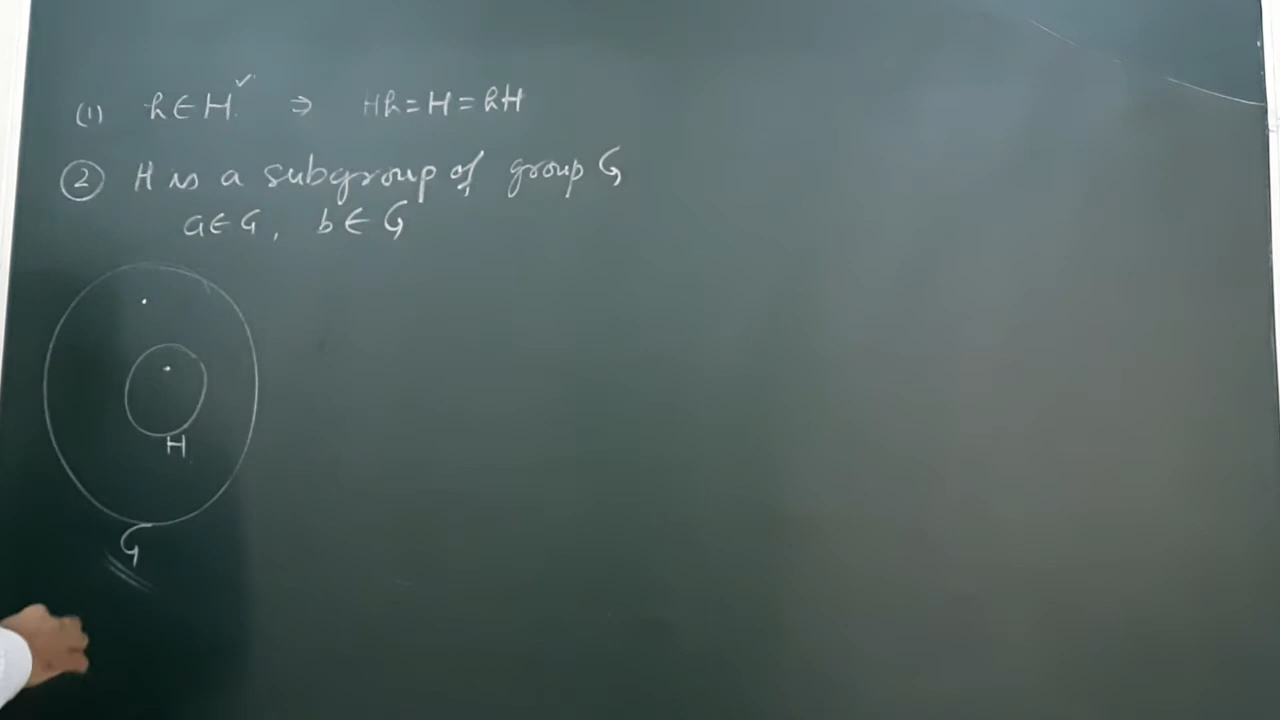 (1) h ∈ H ✓ ⇒ Hh = H = hH
② H is a subgroup of group G
a ∈ G, b ∈ G
H
G